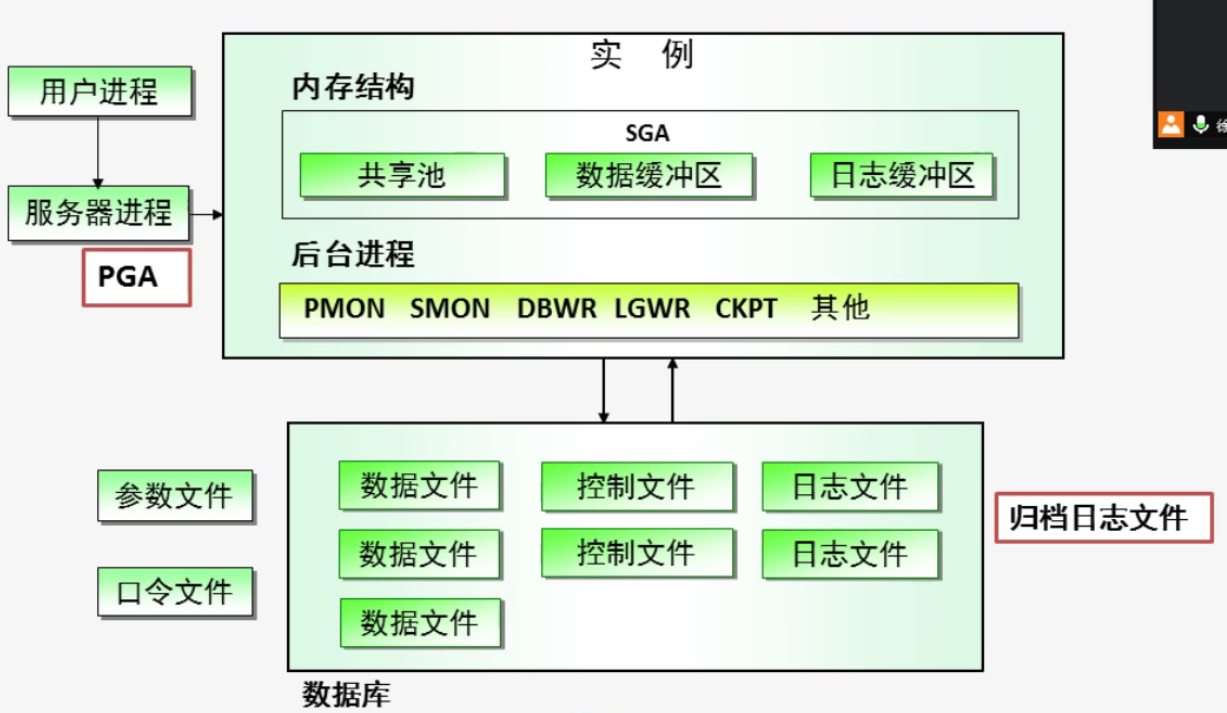 实 例
用户进程
内存结构
SGA
共享池 数据缓冲区 日志缓冲区
服务器进程
PGA
后台进程
PMON SMON DBWR LGWR CKPT 其他
参数文件
口令文件
数据文件 控制文件 日志文件
数据文件 控制文件 日志文件
数据文件
归档日志文件
数据库